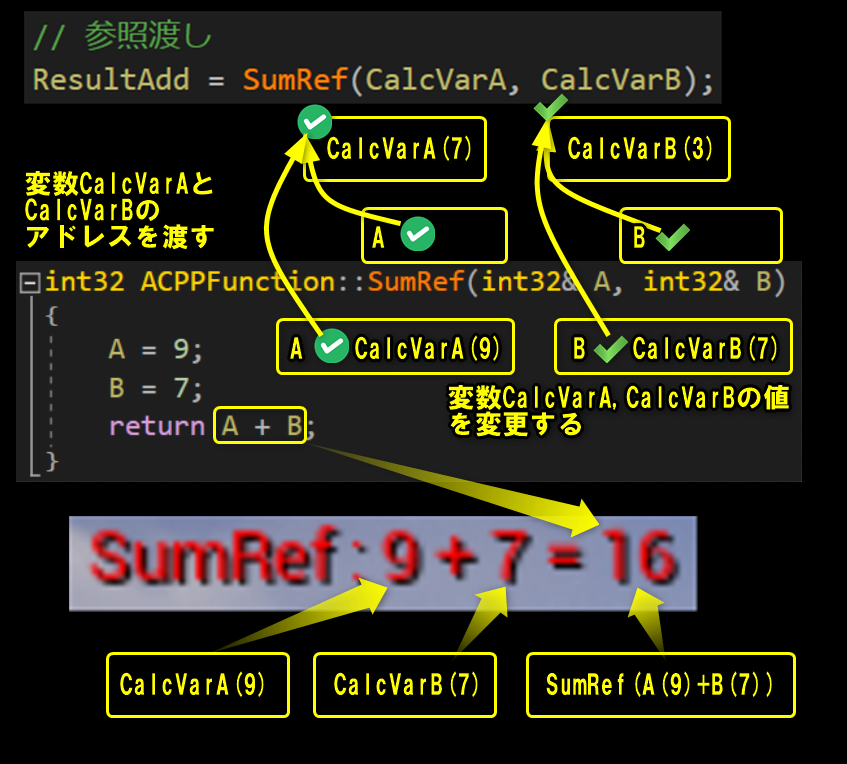 // 参照渡し
ResultAdd = SumRef(CalcVarA, CalcVarB);
CalcVarA(7)
CalcVarB(3)
変数CalcVarAと
CalcVarBの
アドレスを渡す
A
B
int32 ACPPFunction::SumRef(int32& A, int32& B)
{
A = 9;
B = 7;
return A + B;
}
A CalcVarA(9)
B CalcVarB(7)
変数CalcVarA,CalcVarBの値
を変更する
SumRef : 9 + 7 = 16
CalcVarA(9)
CalcVarB(7)
SumRef(A(9)+B(7))